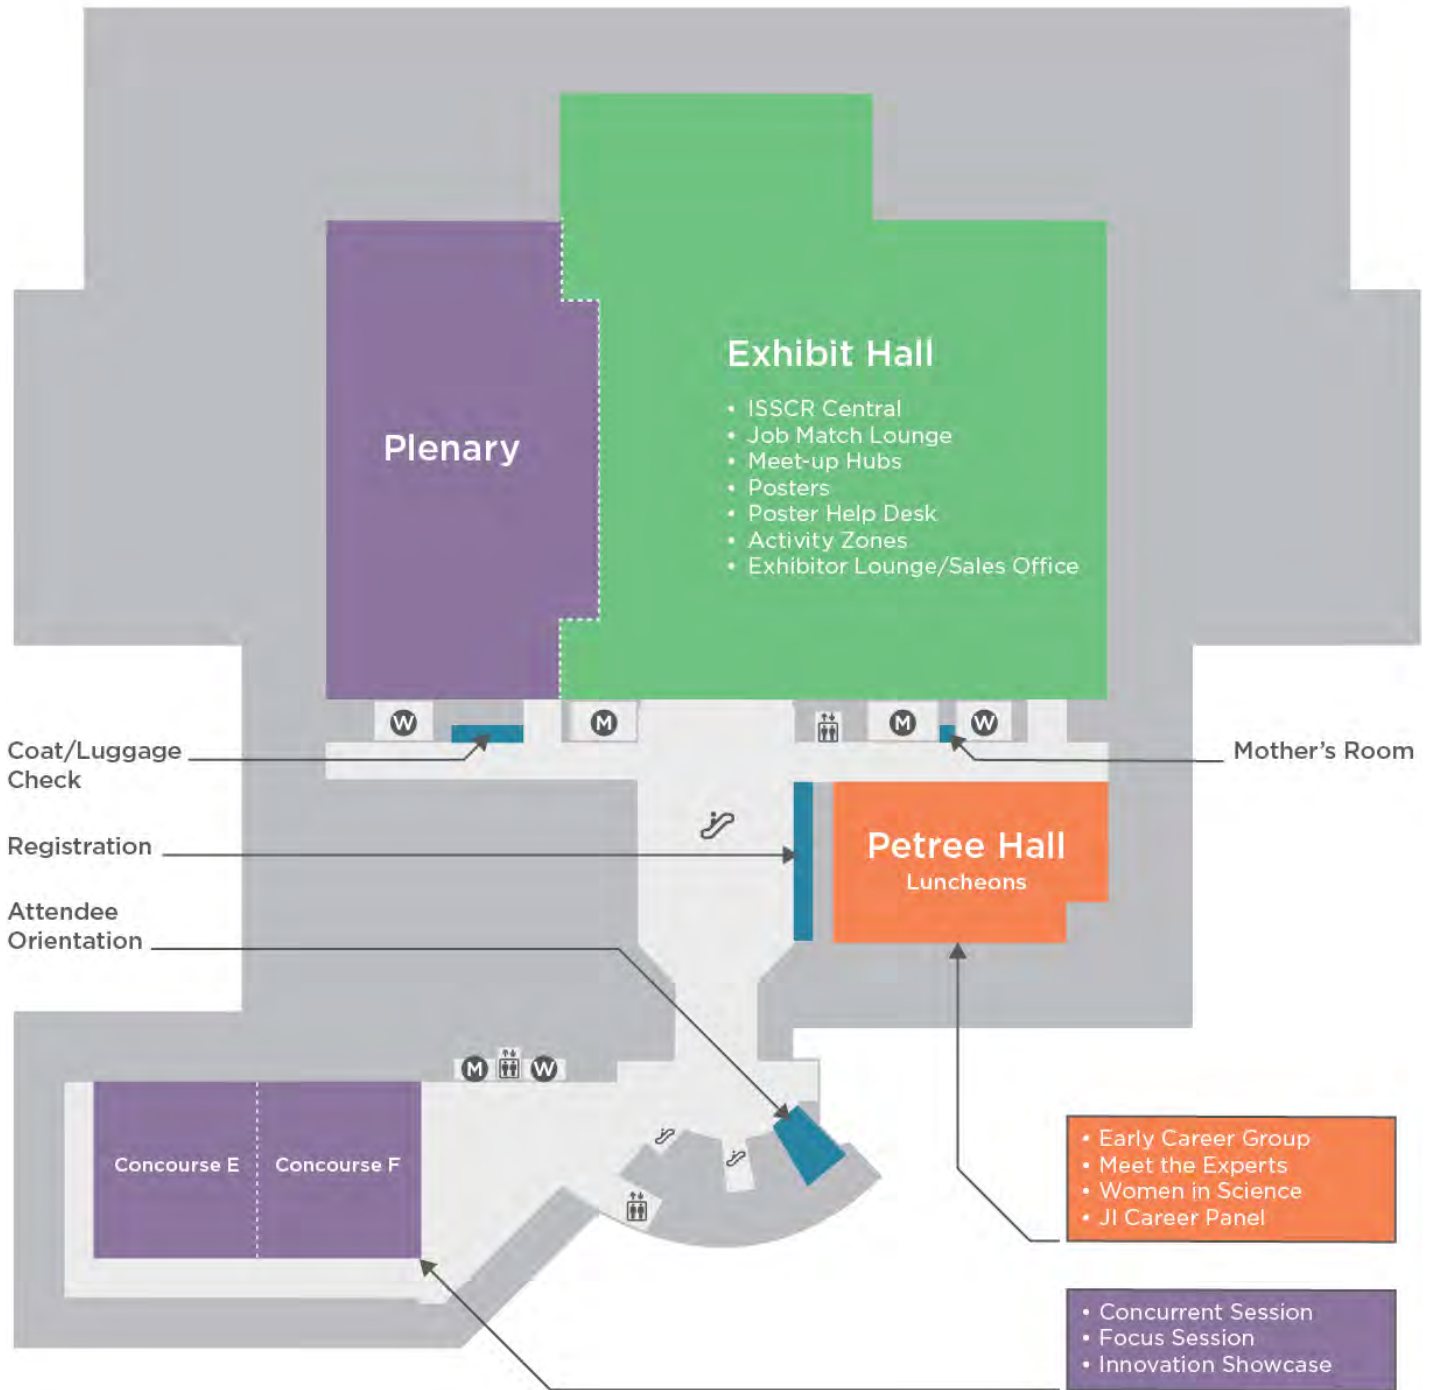 Exhibit Hall
• ISSCR Central
• Job Match Lounge
• Meet-up Hubs
• Posters
• Poster Help Desk
• Activity Zones
• Exhibitor Lounge/Sales Office
Plenary
W
M
M
W
Coat/Luggage
Check
Mother's Room
Registration
Petree Hall
Luncheons
Attendee
Orientation
M
W
Concourse E
Concourse F
• Early Career Group
• Meet the Experts
• Women in Science
• JI Career Panel
• Concurrent Session
• Focus Session
• Innovation Showcase